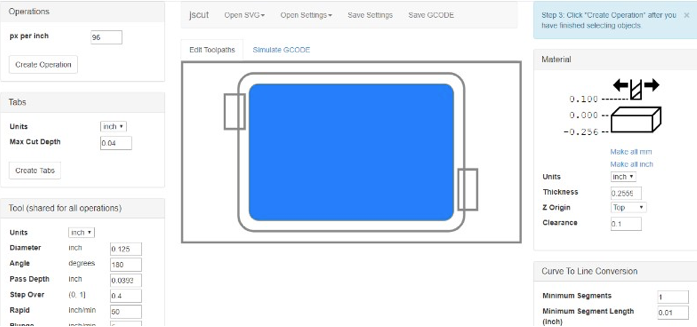 Operations
px per inch 96
Create Operation
Tabs
Units inch
Max Cut Depth 0.04
Create Tabs
Tool (shared for all operations)
Units inch
Diameter inch 0.125
Angle degrees 180
Pass Depth inch 0.0393
Step Over (0, 1] 0.4
Rapid inch/min 50
Plunge inch/min
jscut Open SVG Open Settings Save Settings Save GCODE
Edit Toolpaths Simulate GCODE
Step 3: Click "Create Operation" after you
have finished selecting objects
×
Material
0.100
0.000
-0.256
Make all mm
Make all inch
Units inch
Thickness 0.2559
Z Origin Top
Clearance 0.1
Curve To Line Conversion
Minimum Segments 1
Minimum Segment Length 0.01
(inch)